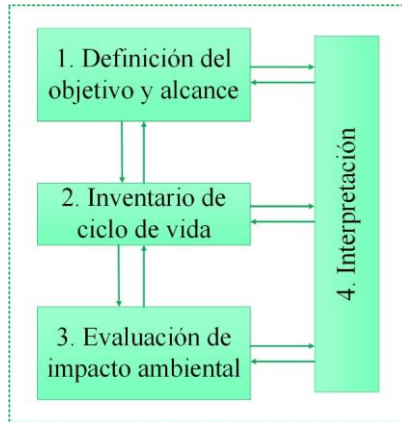 1. Definición del
objetivo y alcance
2. Inventario de
ciclo de vida
3. Evaluación de
impacto ambiental
4. Interpretación